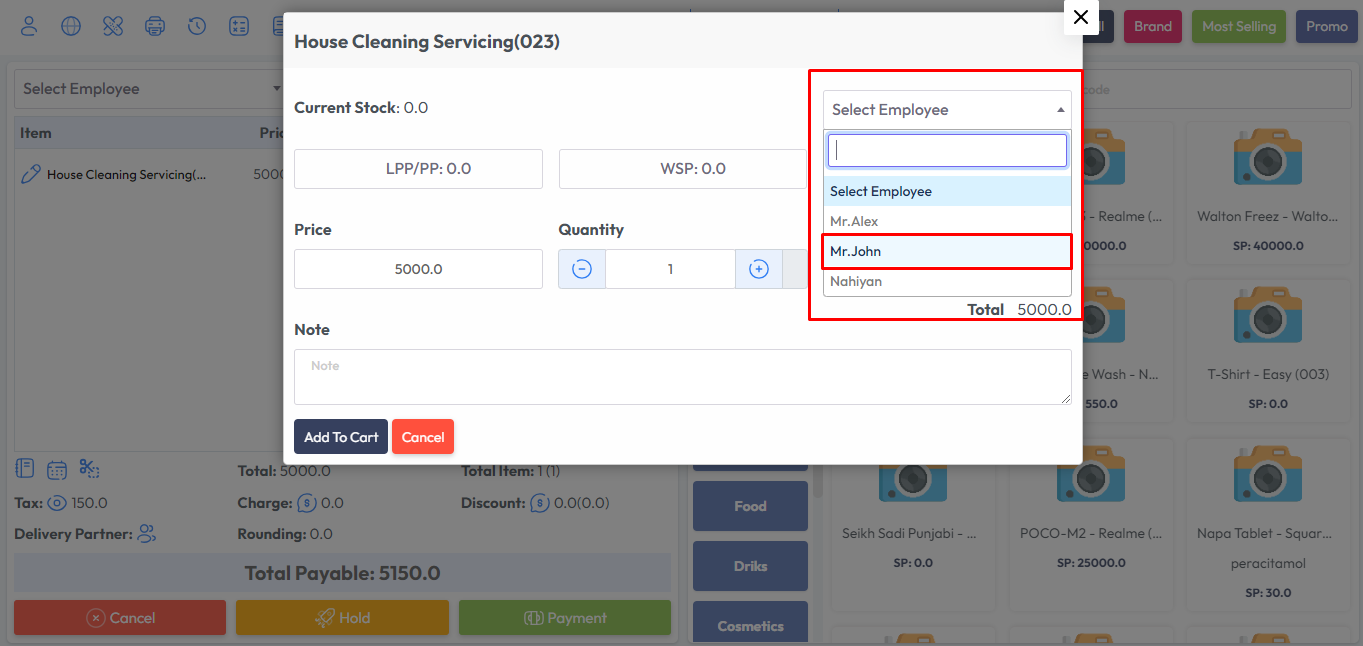 House Cleaning Servicing(023)
Brand
Most Selling
Promo
Select Employee
Item
House Cleaning Servicing(...
Current Stock: 0.0
LPP/PP: 0.0
WSP: 0.0
Price
Quantity
5000.0
1
Note
Note
Add To Cart
Cancel
Select Employee
Select Employee
Mr.Alex
Mr.John
Nahiyan
Total 5000.0
code
- Realme (...
Walton Freez - Walto...
SP: 40000.0
e Wash - N...
550.0
T-Shirt - Easy (003)
SP: 0.0
Total: 5000.0
Total Item: 1 (1)
Tax: 150.0
Charge: 0.0
Discount: 0.0(0.0)
Delivery Partner:
Rounding: 0.0
Total Payable: 5150.0
Cancel
Hold
Payment
Food
Driks
Cosmetics
Seikh Sadi Punjabi - ...
SP: 0.0
POCO-M2 - Realme (...
SP: 25000.0
Napa Tablet - Squar...
peracitamol
SP: 30.0